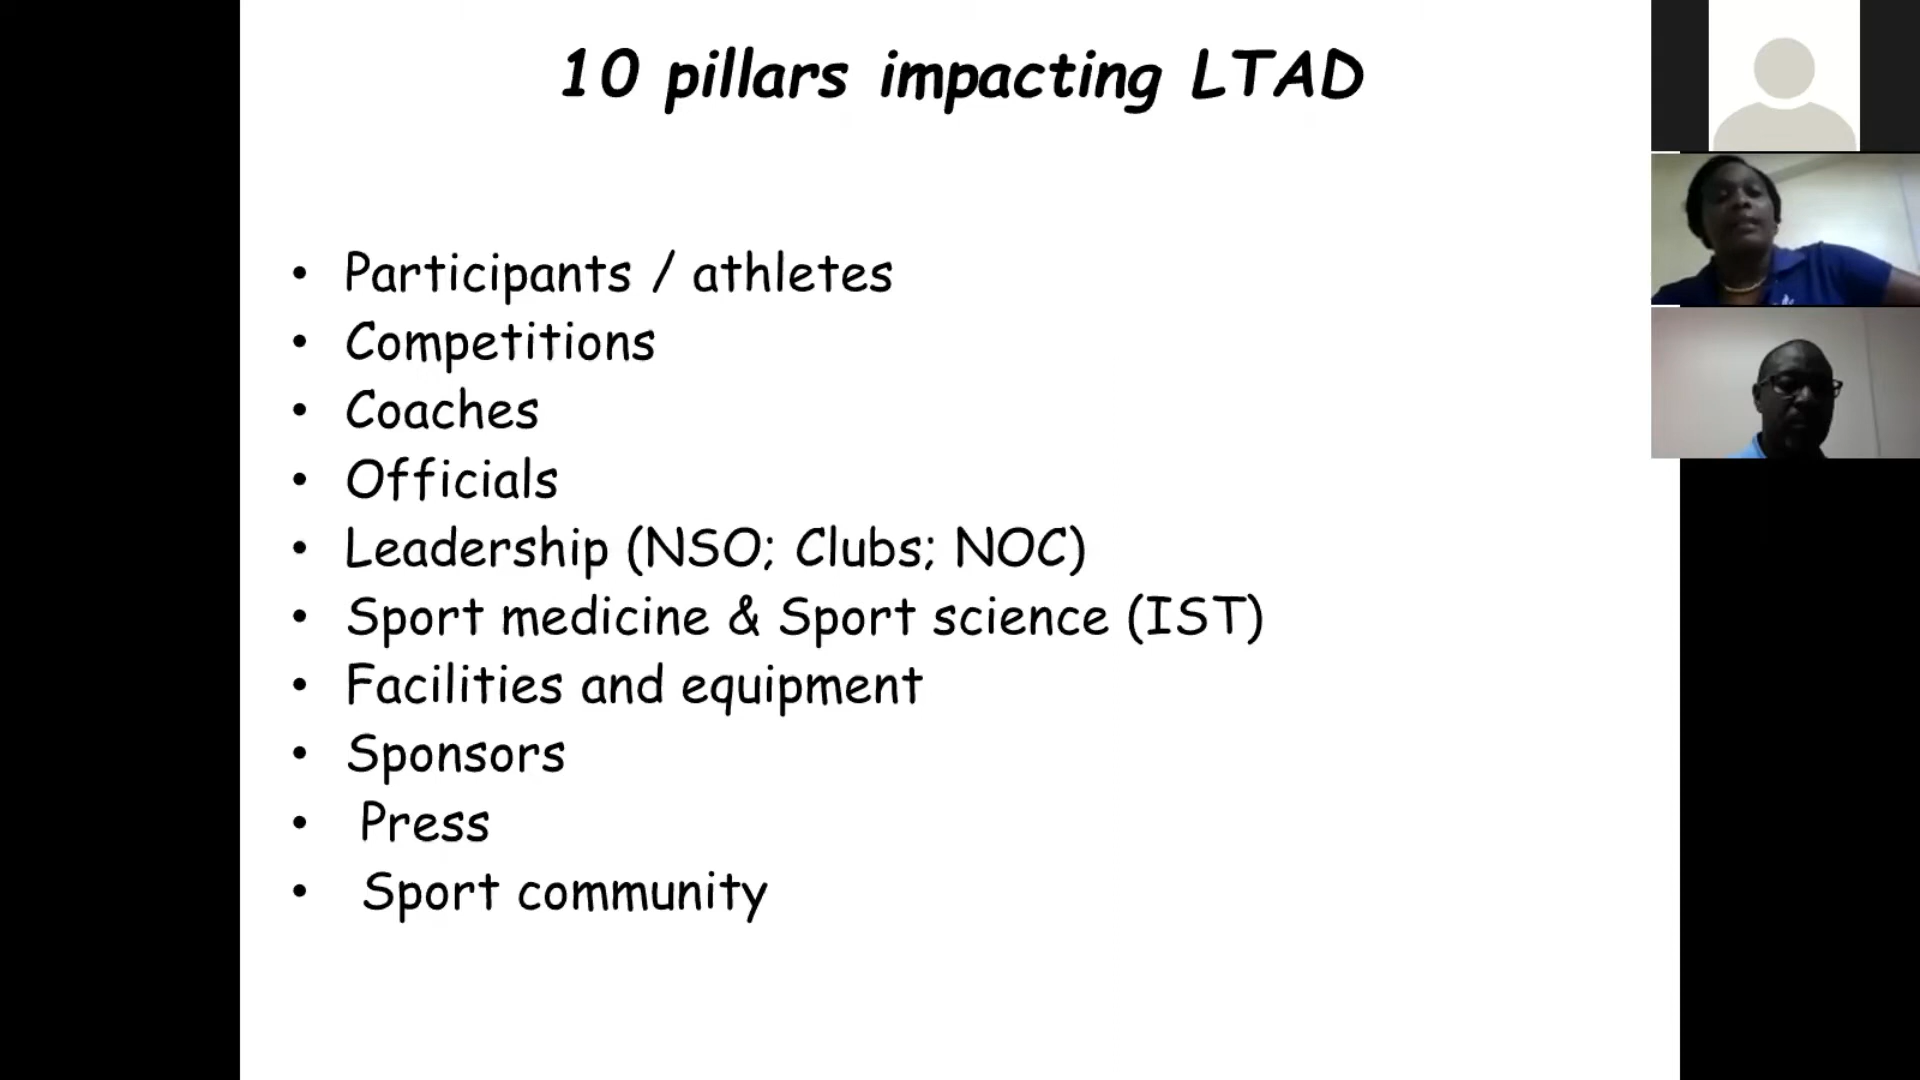 10 pillars impacting LTAD
• Participants / athletes
• Competitions
• Coaches
• Officials
• Leadership (NSO; Clubs; NOC)
• Sport medicine & Sport science (IST)
• Facilities and equipment
• Sponsors
• Press
• Sport community